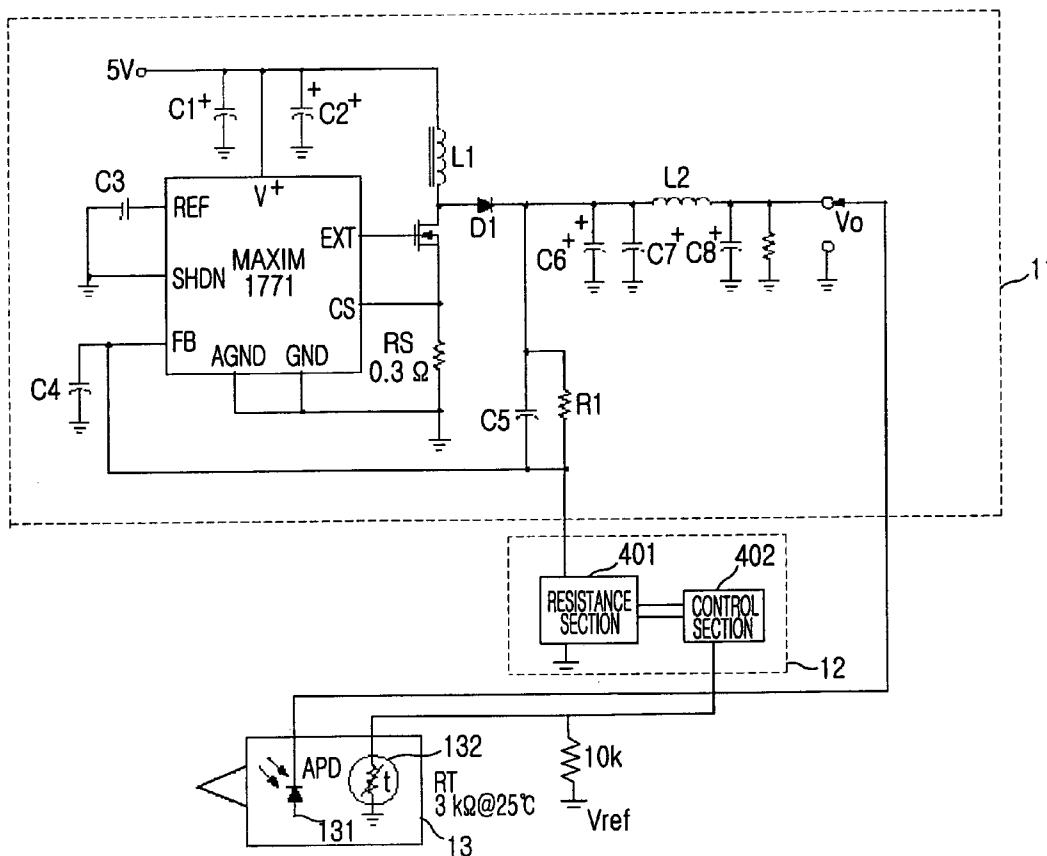 5V
C1 +
+
C2 +
L1
C3
REF
V+
EXT
MAXIM
1771
SHDN
CS
FB
AGND
GND
C4
RS
0.3 Ω
D1
L2
+
C6 +
C7 +
C8 +
Vo
11
C5
R1
401
402
RESISTANCE
SECTION
CONTROL
SECTION
12
132
APD
t
RT
3 kΩ@25℃
10k
Vref
131
13